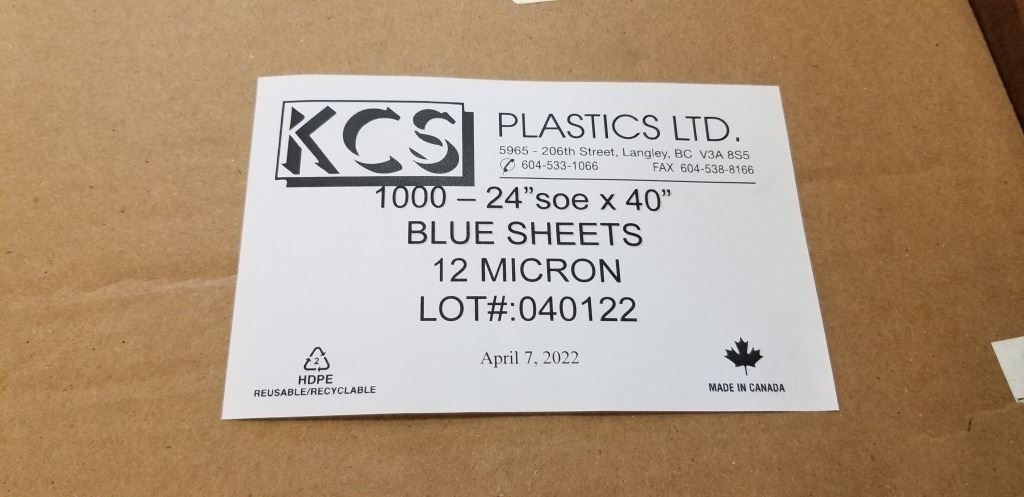 KCS PLASTICS LTD.
5965 - 206th Street, Langley, BC V3A 8S5
604-533-1066 FAX 604-538-8166
1000 – 24”soe x 40”
BLUE SHEETS
12 MICRON
LOT#:040122
April 7, 2022
2
HDPE
REUSABLE/RECYCLABLE
MADE IN CANADA